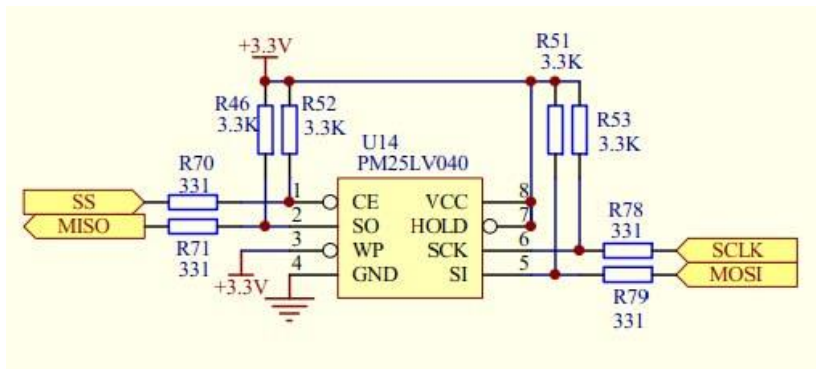 +3.3V
R51
3.3K
R46
3.3K
R52
3.3K
R53
3.3K
U14
PM25LV040
R70
331
SS
1
CE
VCC
8
MISO
2
SO
HOLD
7
R78
331
R71
331
3
WP
SCK
6
SCLK
+3.3V
4
GND
SI
5
MOSI
R79
331